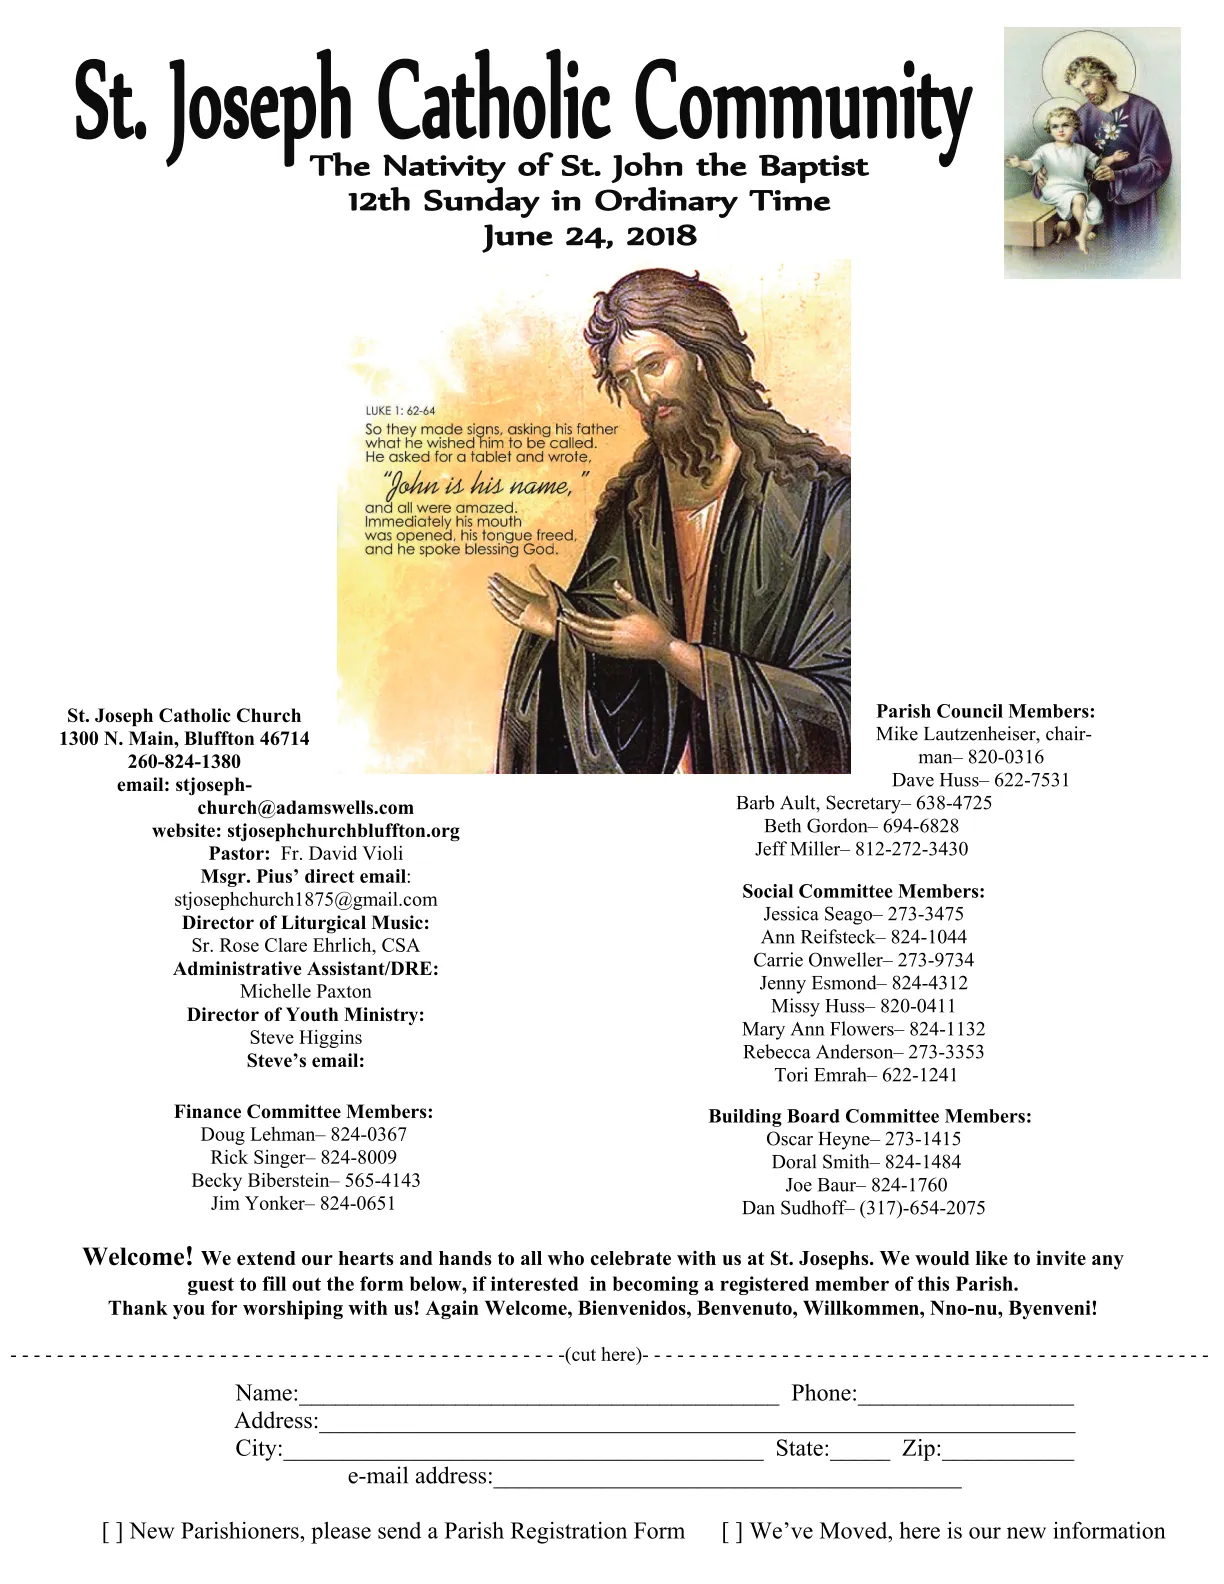 St. Joseph Catholic Community
The Nativity of St. John the Baptist
12th Sunday in Ordinary Time
June 24, 2018
LUKE 1: 62-64
So they made signs, asking his father
what he wished him to be called.
He asked for a tablet and wrote,
“John is his name,”
and all were amazed.
Immediately his mouth
was opened, his tongue freed,
and he spoke blessing God.
St. Joseph Catholic Church
1300 N. Main, Bluffton 46714
260-824-1380
email: stjoseph-
church@adamswells.com
website: stjosephchurchbluffton.org
Pastor: Fr. David Violi
Msgr. Pius’ direct email:
stjosephchurch1875@gmail.com
Director of Liturgical Music:
Sr. Rose Clare Ehrlich, CSA
Administrative Assistant/DRE:
Michelle Paxton
Director of Youth Ministry:
Steve Higgins
Steve’s email:
Finance Committee Members:
Doug Lehman– 824-0367
Rick Singer– 824-8009
Becky Biberstein– 565-4143
Jim Yonker– 824-0651
Parish Council Members:
Mike Lautzenheiser, chair-
man– 820-0316
Dave Huss– 622-7531
Barb Ault, Secretary– 638-4725
Beth Gordon– 694-6828
Jeff Miller– 812-272-3430
Social Committee Members:
Jessica Seago– 273-3475
Ann Reifsteck– 824-1044
Carrie Onweller– 273-9734
Jenny Esmond– 824-4312
Missy Huss– 820-0411
Mary Ann Flowers– 824-1132
Rebecca Anderson– 273-3353
Tori Emrah– 622-1241
Building Board Committee Members:
Oscar Heyne– 273-1415
Doral Smith– 824-1484
Joe Baur– 824-1760
Dan Sudhoff– (317)-654-2075
Welcome! We extend our hearts and hands to all who celebrate with us at St. Josephs. We would like to invite any
guest to fill out the form below, if interested in becoming a registered member of this Parish.
Thank you for worshiping with us! Again Welcome, Bienvenidos, Benvenuto, Willkommen, Nno-nu, Byenveni!
(cut here)
Name: Phone:
Address:
City: State: Zip:
e-mail address:
[ ] New Parishioners, please send a Parish Registration Form [ ] We’ve Moved, here is our new information